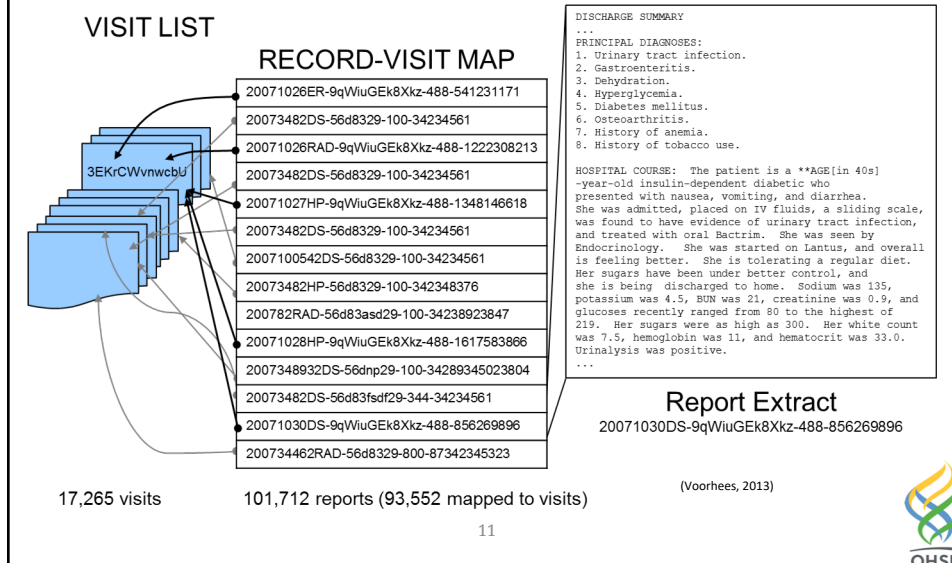 VISIT LIST
RECORD-VISIT MAP
3EKrCWvnwcbU
20071026ER-9qWiuGEk8Xkz-488-541231171
20073482DS-56d8329-100-34234561
20071026RAD-9qWiuGEk8Xkz-488-1222308213
20073482DS-56d8329-100-34234561
20071027HP-9qWiuGEk8Xkz-488-1348146618
20073482DS-56d8329-100-34234561
2007100542DS-56d8329-100-34234561
20073482HP-56d8329-100-342348376
200782RAD-56d83asd29-100-34238923847
20071028HP-9qWiuGEk8Xkz-488-1617583866
2007348932DS-56dnp29-100-34289345023804
20073482DS-56d83fsdf29-344-34234561
20071030DS-9qWiuGEk8Xkz-488-856269896
200734462RAD-56d8329-800-87342345323
DISCHARGE SUMMARY
...
PRINCIPAL DIAGNOSES:
1. Urinary tract infection.
2. Gastroenteritis.
3. Dehydration.
4. Hyperglycemia.
5. Diabetes mellitus.
6. Osteoarthritis.
7. History of anemia.
8. History of tobacco use.
HOSPITAL COURSE: The patient is a **AGE[in 40s]
-year-old insulin-dependent diabetic who
presented with nausea, vomiting, and diarrhea.
She was admitted, placed on IV fluids, a sliding scale,
was found to have evidence of urinary tract infection,
and treated with oral Bactrim. She was seen by
Endocrinology. She was started on Lantus, and overall
is feeling better. She is tolerating a regular diet.
Her sugars have been under better control, and
she is being discharged to home. Sodium was 135,
potassium was 4.5, BUN was 21, creatinine was 0.9, and
glucoses recently ranged from 80 to the highest of
219. Her sugars were as high as 300. Her white count
was 7.5, hemoglobin was 11, and hematocrit was 33.0.
Urinalysis was positive.
...
Report Extract
20071030DS-9qWiuGEk8Xkz-488-856269896
17,265 visits
101,712 reports (93,552 mapped to visits)
(Voorhees, 2013)
11
OHSU